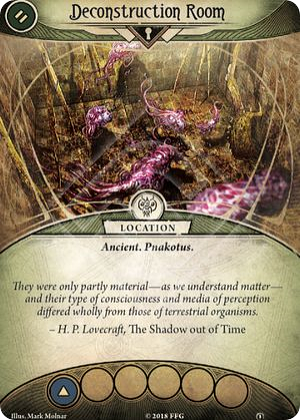 Deconstruction Room
LOCATION
Ancient. Pnakotus.
They were only partly material—as we understand matter—
and their type of consciousness and media of perception
differed wholly from those of terrestrial organisms.
– H. P. Lovecraft, The Shadow out of Time
Illus. Mark Molnar
© 2018 FFG